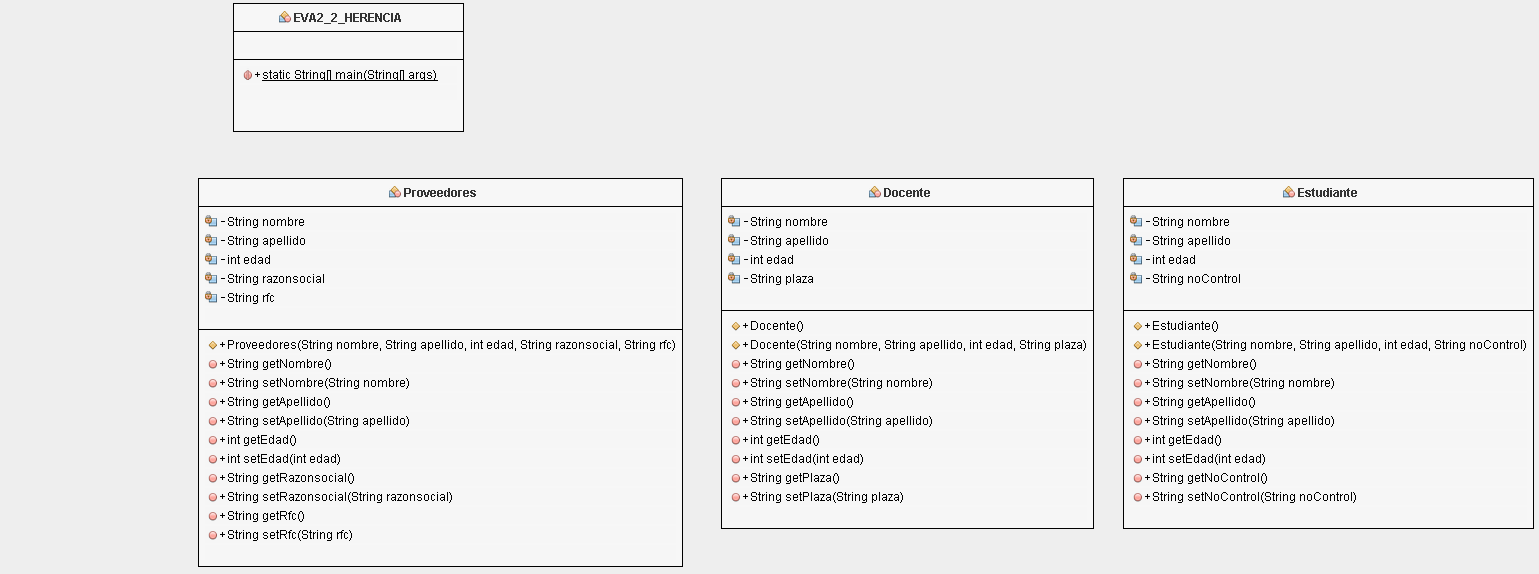 EVA2_2_HERENCIA
+ static String[] main(String[] args)
Proveedores
- String nombre
- String apellido
- int edad
- String razonsocial
- String rfc
+ Proveedores(String nombre, String apellido, int edad, String razonsocial, String rfc)
+ String getNombre()
+ String setNombre(String nombre)
+ String getApellido()
+ String setApellido(String apellido)
+ int getEdad()
+ int setEdad(int edad)
+ String getRazonsocial()
+ String setRazonsocial(String razonsocial)
+ String getRfc()
+ String setRfc(String rfc)
Docente
- String nombre
- String apellido
- int edad
- String plaza
+ Docente()
+ Docente(String nombre, String apellido, int edad, String plaza)
+ String getNombre()
+ String setNombre(String nombre)
+ String getApellido()
+ String setApellido(String apellido)
+ int getEdad()
+ int setEdad(int edad)
+ String getPlaza()
+ String setPlaza(String plaza)
Estudiante
- String nombre
- String apellido
- int edad
- String noControl
+ Estudiante()
+ Estudiante(String nombre, String apellido, int edad, String noControl)
+ String getNombre()
+ String setNombre(String nombre)
+ String getApellido()
+ String setApellido(String apellido)
+ int getEdad()
+ int setEdad(int edad)
+ String getNoControl()
+ String setNoControl(String noControl)